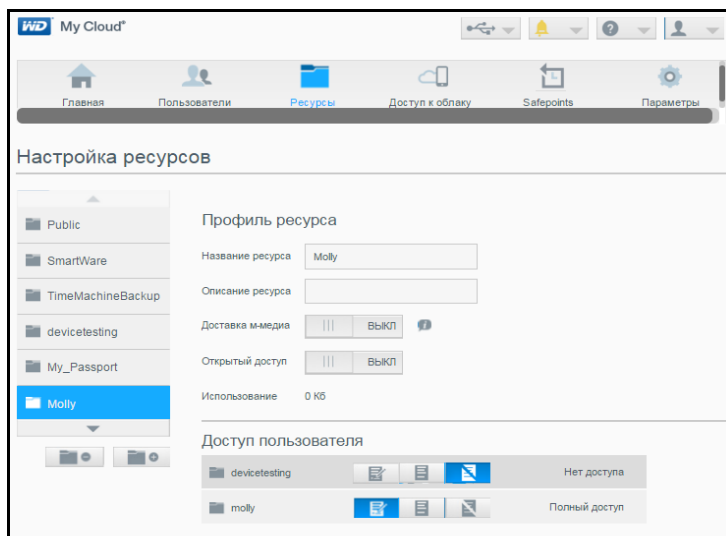 WD My Cloud®
Главная Пользователи Ресурсы Доступ к облаку Safepoints Параметры
Настройка ресурсов
Public
SmartWare
TimeMachineBackup
devicetesting
My_Passport
Molly
Профиль ресурса
Название ресурса Molly
Описание ресурса
Доставка м-медиа ВЫКЛ
Открытый доступ ВЫКЛ
Использование 0 Кб
Доступ пользователя
devicetesting Нет доступа
molly Полный доступ